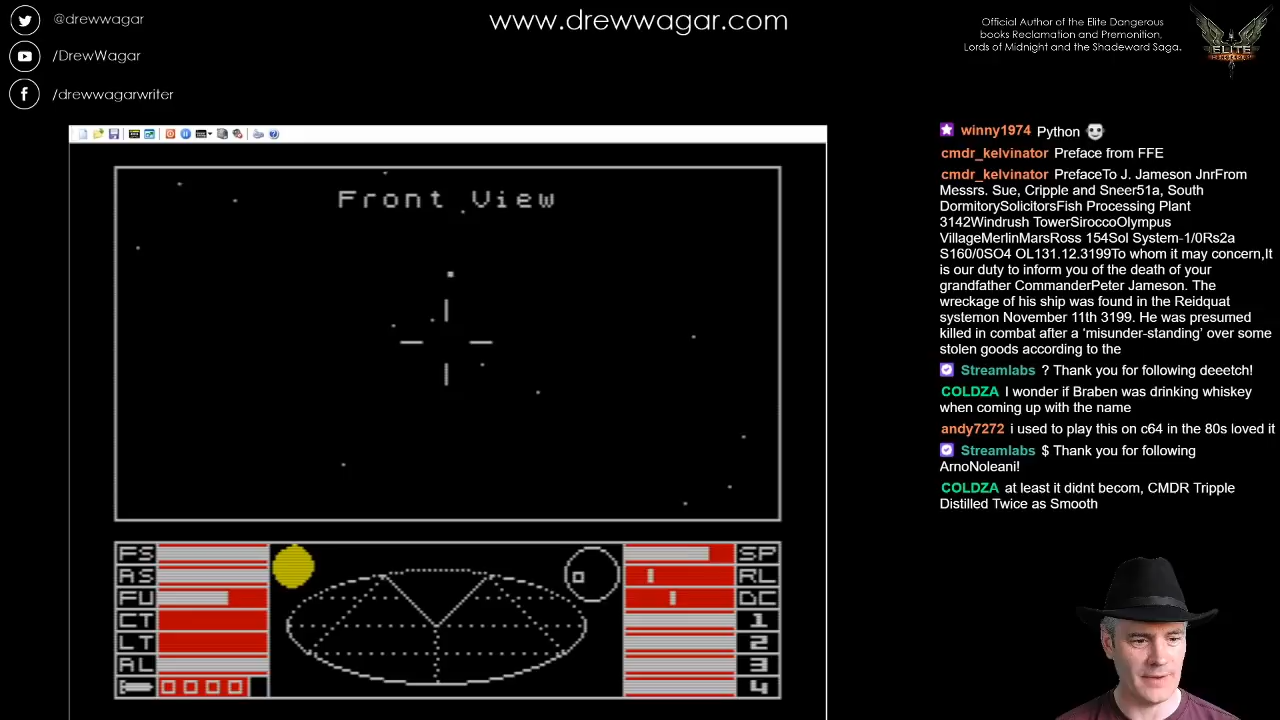 @drewwagar
/DrewWagar
/drewwagarwriter
www.drewwagar.com
Official Author of the Elite Dangerous
books Reclamation and Premonition,
Lords of Midnight and the Shadeward Saga.
ELITE
Front View
FS
AS
FU
CT
LT
AL
SP
RL
DC
1
2
3
4
winny1974 Python
cmdr_kelvinator Preface from FFE
cmdr_kelvinator PrefaceTo J. Jameson JnrFrom
Messrs. Sue, Cripple and Sneer51a, South
DormitorySolicitorsFish Processing Plant
3142Windrush TowerSiroccoOlympus
VillageMerlinMarsRoss 154Sol System-1/0Rs2a
S160/0SO4 OL131.12.3199To whom it may concern,It
is our duty to inform you of the death of your
grandfather CommanderPeter Jameson. The
wreckage of his ship was found in the Reidquat
systemon November 11th 3199. He was presumed
killed in combat after a ‘misunder-standing’ over some
stolen goods according to the
Streamlabs ? Thank you for following deeetch!
COLDZA I wonder if Braben was drinking whiskey
when coming up with the name
andy7272 i used to play this on c64 in the 80s loved it
Streamlabs $ Thank you for following
ArnoNoleani!
COLDZA at least it didnt becom, CMDR Tripple
Distilled Twice as Smooth